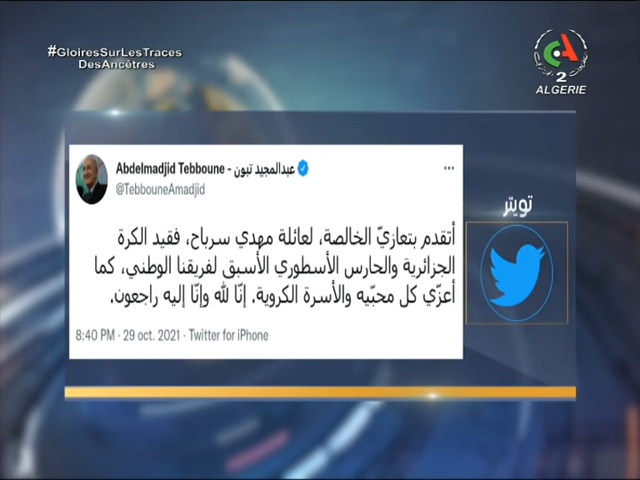 #GloiresSurLesTraces
DesAncêtres
2
ALGERIE
Abdelmadjid Tebboune - عبدالمجيد تبون
@TebbouneAmadjid
أتقدم بتعازيّ الخالصة، لعائلة مهدي سرباح، فقيد الكرة
الجزائرية والحارس الأسطوري الأسبق لفريقنا الوطني، كما
أعزّي كل محبّيه والأسرة الكروية. إنّا لله وإنّا إليه راجعون.
8:40 PM · 29 oct. 2021 · Twitter for iPhone
تويتر